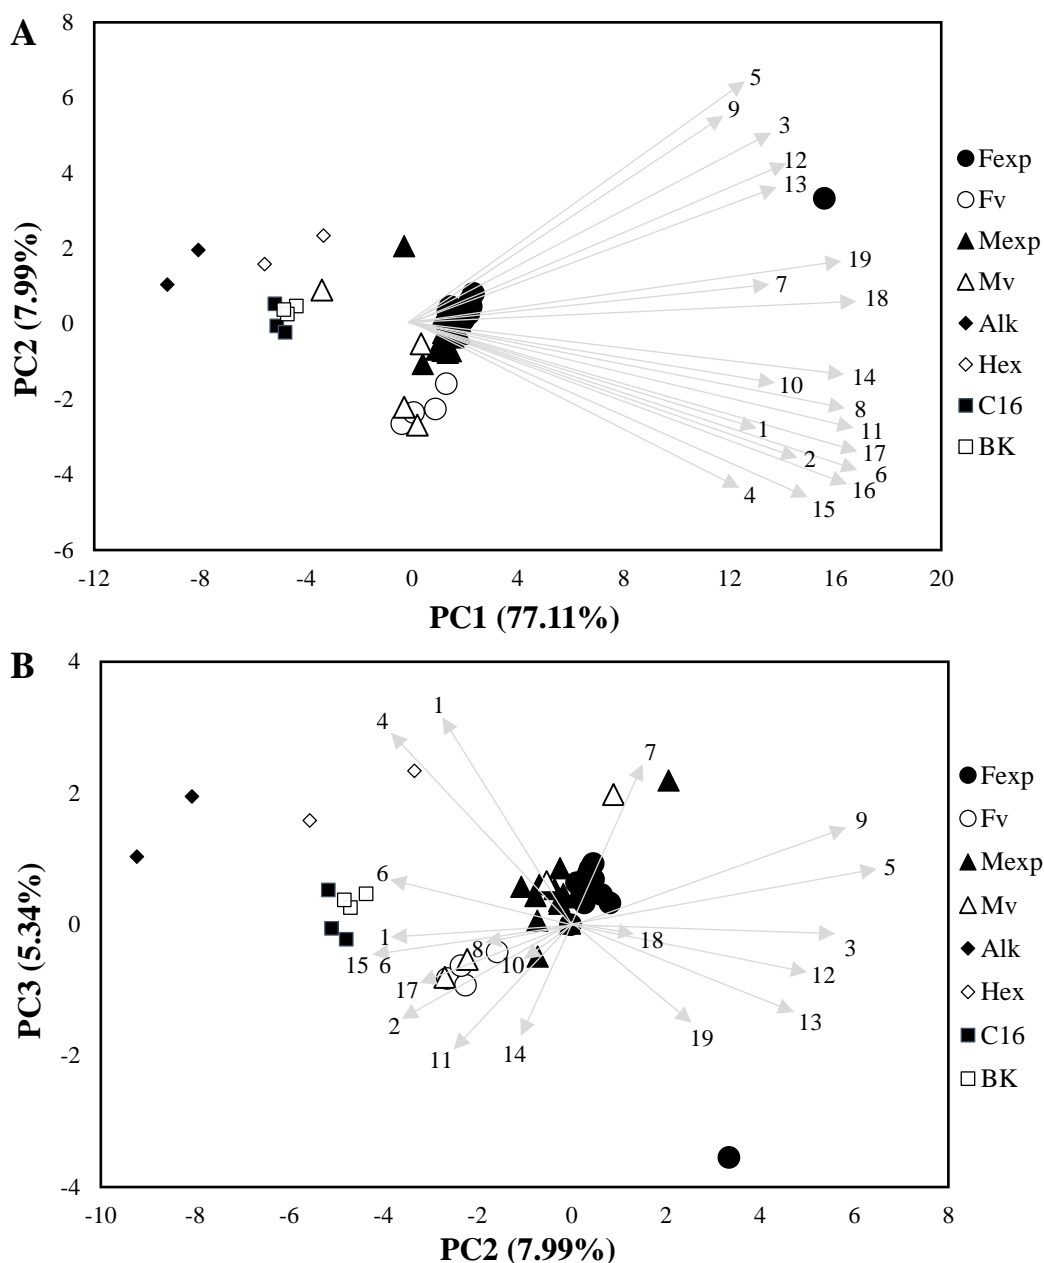 A
8
6
4
2
0
-2
-4
-6
PC2 (7.99%)
5
9
3
12
13
19
7
18
10
14
8
1
11
17
2
6
16
4
15
-12 -8 -4 0 4 8 12 16 20
PC1 (77.11%)
Fexp
Fv
Mexp
Mv
Alk
Hex
C16
BK
B
4
2
0
-2
-4
PC3 (5.34%)
1
4
7
9
5
6
1
8
18
3
15 6
10
12
17
2
13
19
11
14
-10 -8 -6 -4 -2 0 2 4 6 8
PC2 (7.99%)
Fexp
Fv
Mexp
Mv
Alk
Hex
C16
BK